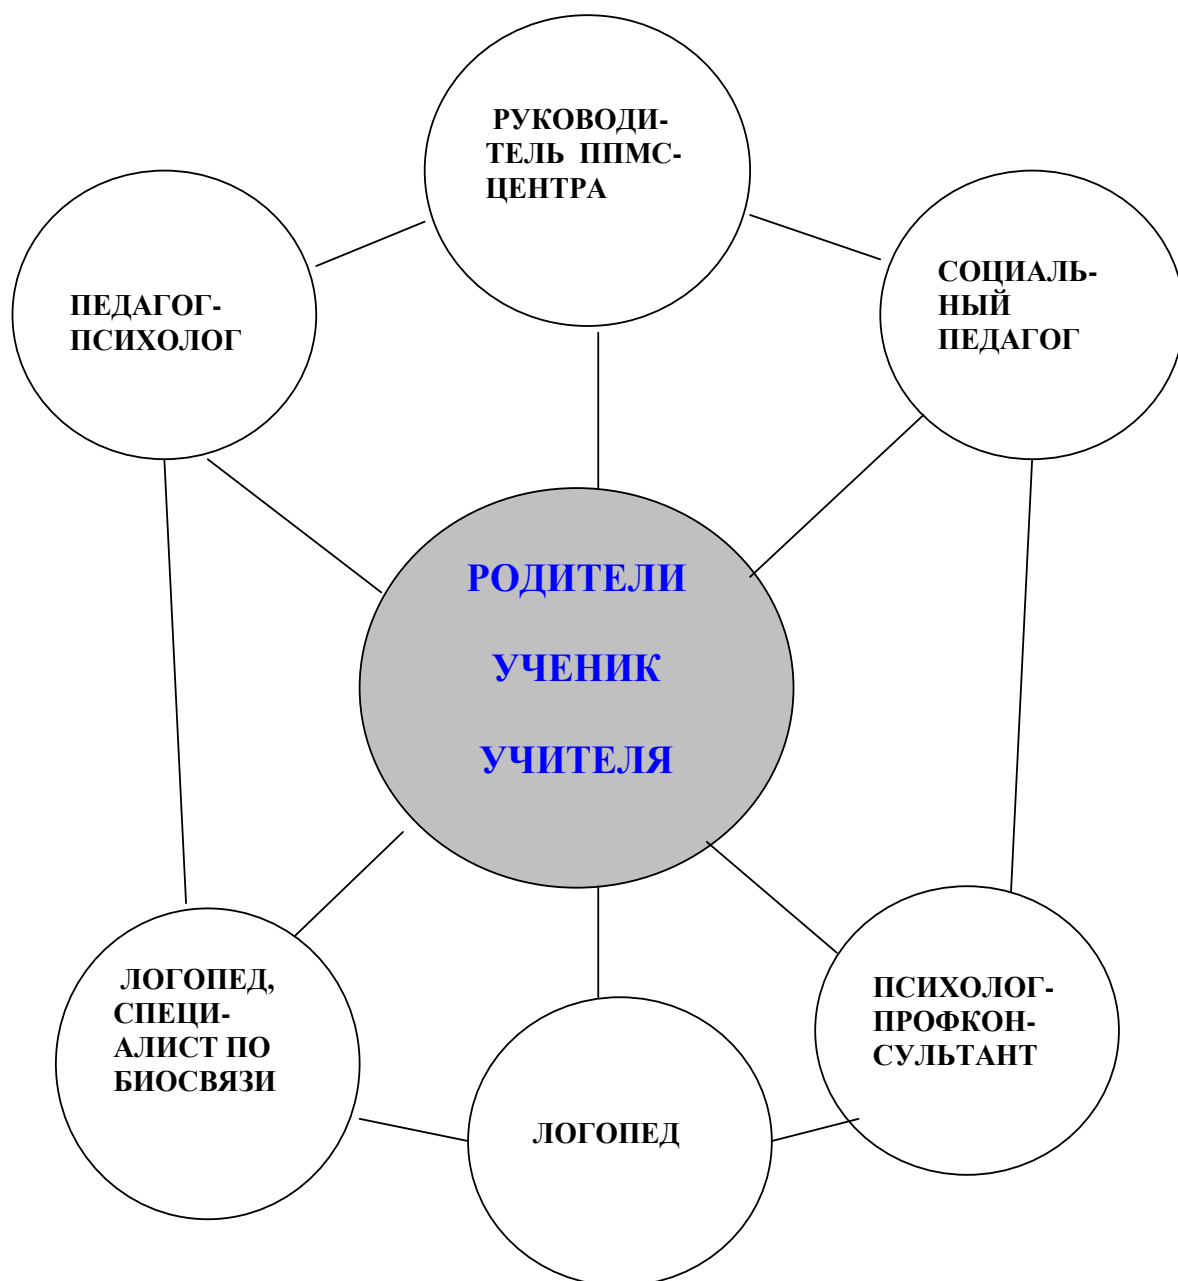 РУКОВОДИ-
ТЕЛЬ ППМС-
ЦЕНТРА
ПЕДАГОГ-
ПСИХОЛОГ
СОЦИАЛЬ-
НЫЙ
ПЕДАГОГ
РОДИТЕЛИ
УЧЕНИК
УЧИТЕЛЯ
ЛОГОПЕД,
СПЕЦИ-
АЛИСТ ПО
БИОСВЯЗИ
ЛОГОПЕД
ПСИХОЛОГ-
ПРОФКОН-
СУЛЬТАНТ